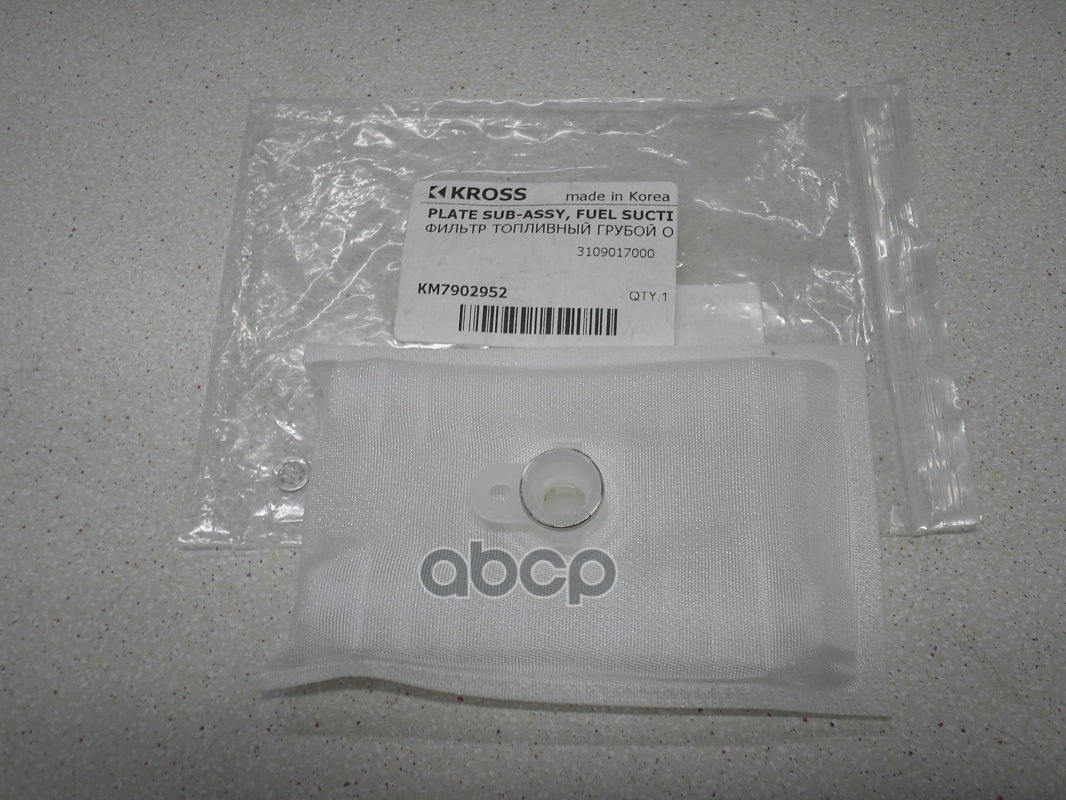 KROSS made in Korea
PLATE SUB-ASSY, FUEL SUCTI
ФИЛЬТР ТОПЛИВНЫЙ ГРУБОЙ О
3109017000
KM7902952 QTY.1
abcp